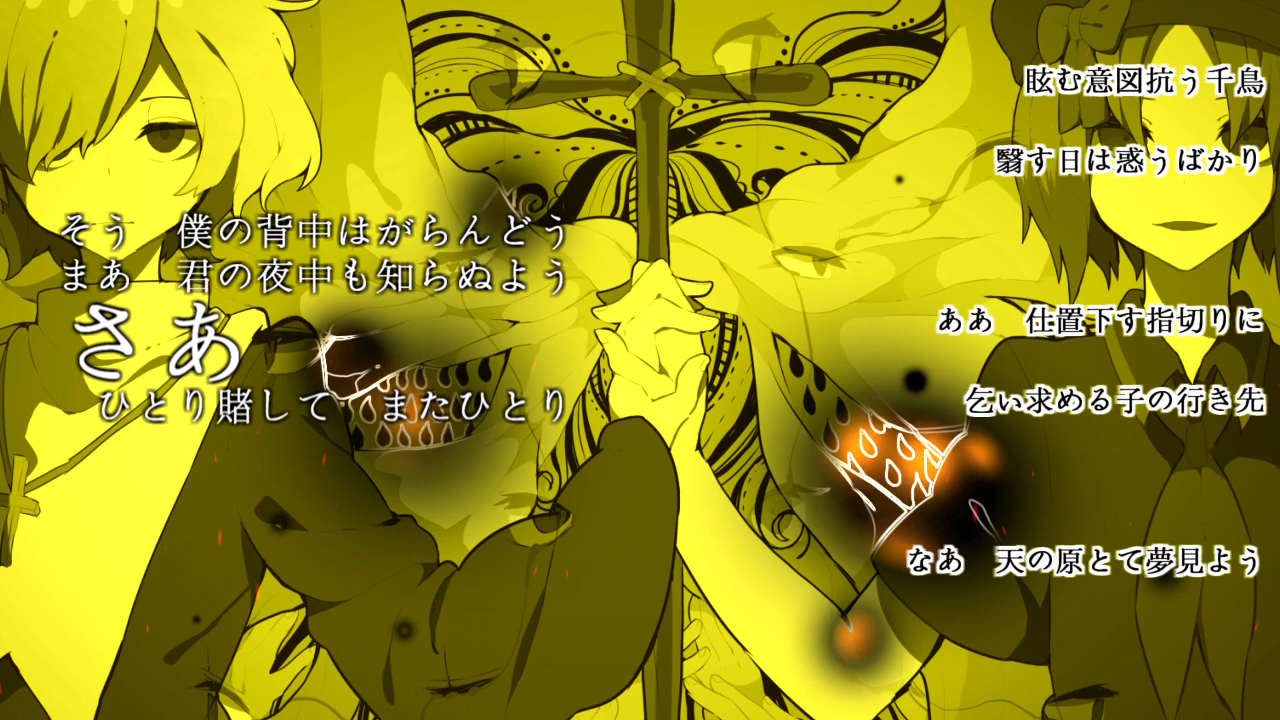 そう　僕の背中はがらんどう
まあ　君の夜中も知らぬよう
さあ
ひとり賭して　またひとり
眩む意図抗う千鳥
翳す日は惑うばかり
ああ　仕置下す指切りに
乞い求める子の行き先
なあ　天の原とて夢見よう